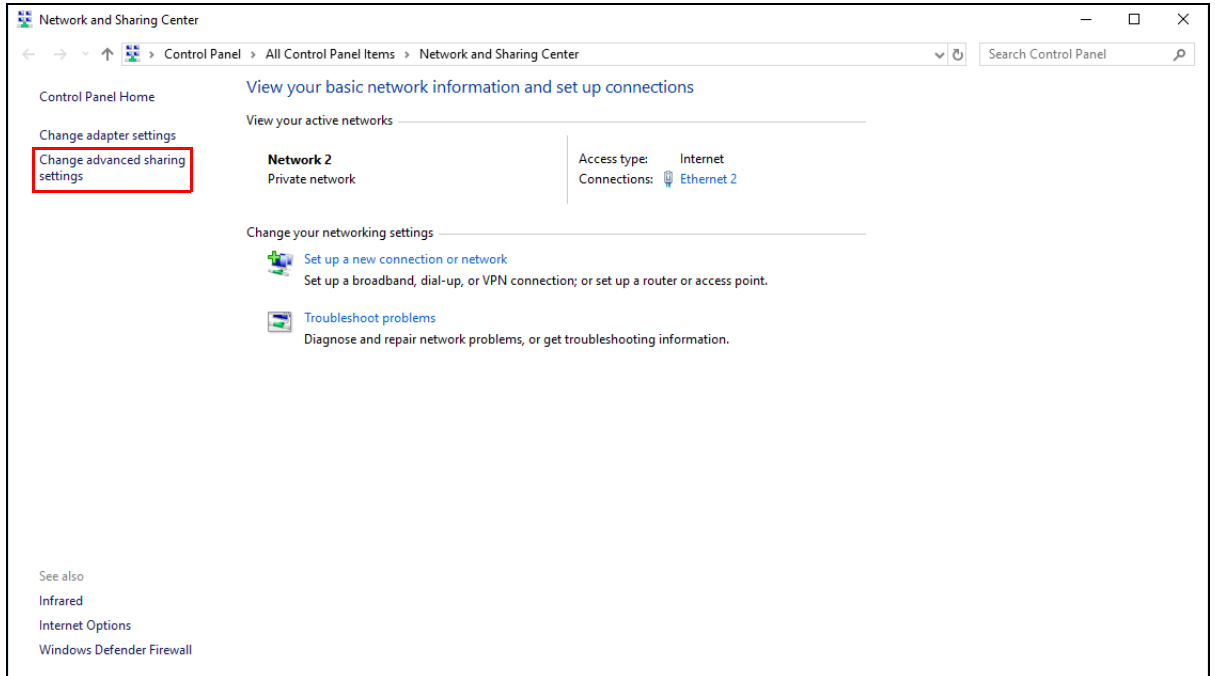 Network and Sharing Center
Control Panel > All Control Panel Items > Network and Sharing Center
Search Control Panel
Control Panel Home
Change adapter settings
Change advanced sharing
settings
View your basic network information and set up connections
View your active networks
Network 2
Private network
Access type: Internet
Connections: Ethernet 2
Change your networking settings
Set up a new connection or network
Set up a broadband, dial-up, or VPN connection; or set up a router or access point.
Troubleshoot problems
Diagnose and repair network problems, or get troubleshooting information.
See also
Infrared
Internet Options
Windows Defender Firewall